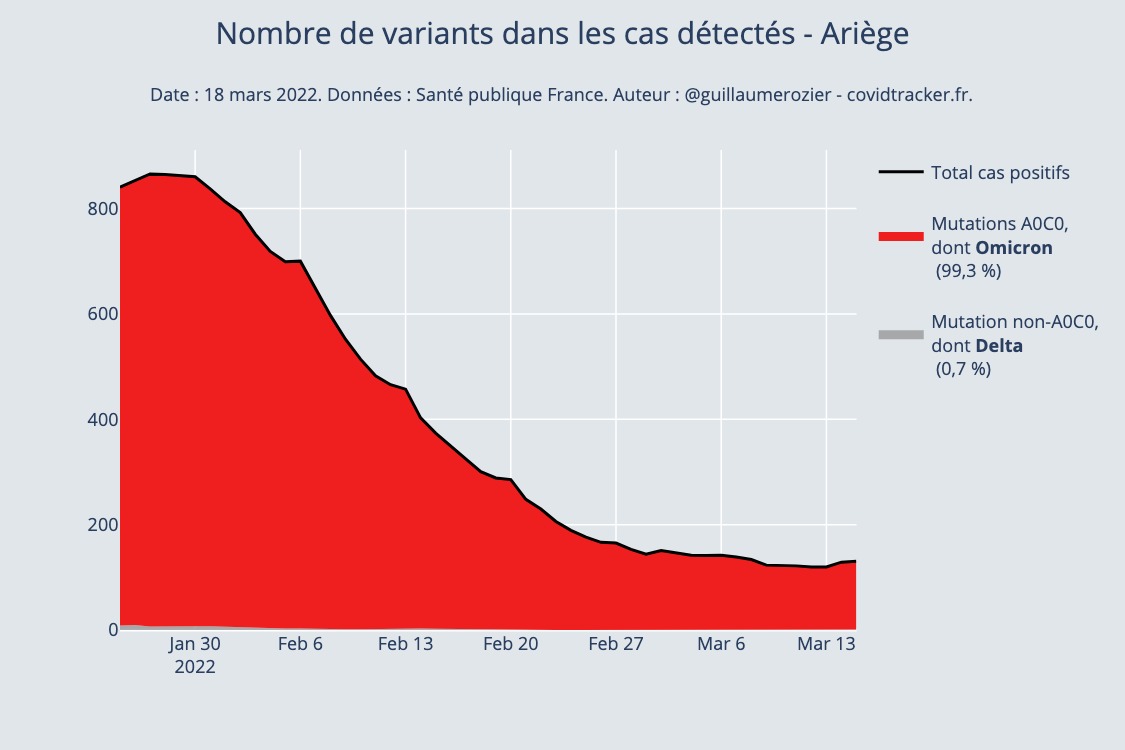 Nombre de variants dans les cas détectés - Ariège
Date : 18 mars 2022. Données : Santé publique France. Auteur : @guillaumerozier - covidtracker.fr.
Total cas positifs
Mutations A0C0,
dont Omicron
(99,3 %)
Mutation non-A0C0,
dont Delta
(0,7 %)
800
600
400
200
0
Jan 30
2022
Feb 6
Feb 13
Feb 20
Feb 27
Mar 6
Mar 13